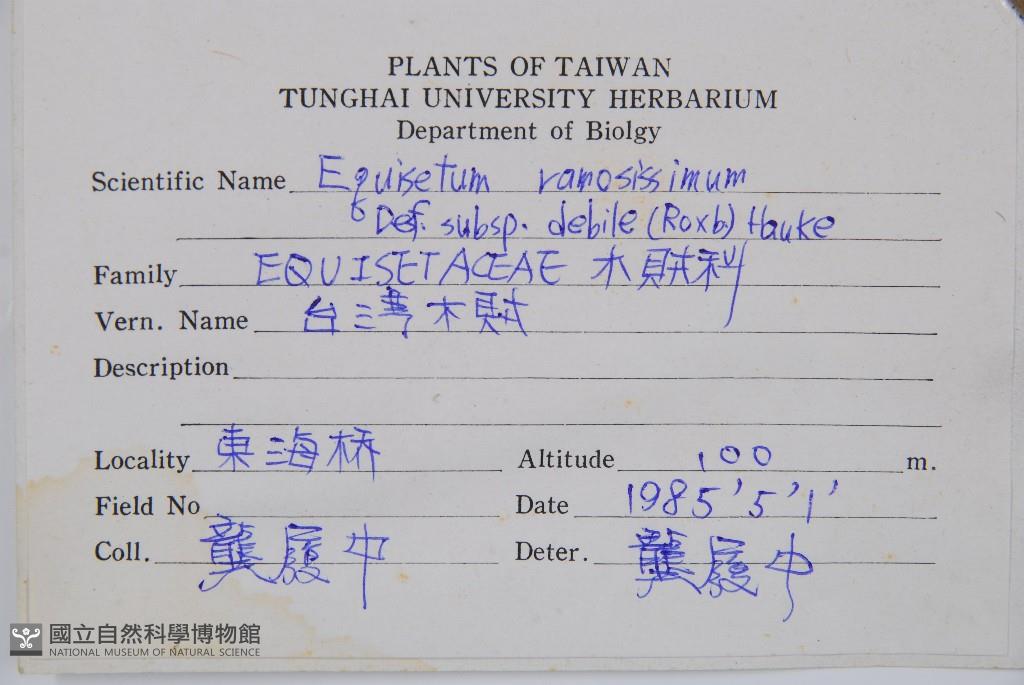 PLANTS OF TAIWAN
TUNGHAI UNIVERSITY HERBARIUM
Department of Biolgy
Scientific Name Equisetum ramosissimum
Def. subsp. debile (Roxb.) Hauke
Family EQUISETACEAE 木賊科
Vern. Name 台灣木賊
Description
Locality 東海橋 Altitude 100 m.
Field No
Date 1985'5'1'
Coll. 龔履中 Deter. 龔履中
國立自然科學博物館
NATIONAL MUSEUM OF NATURAL SCIENCE